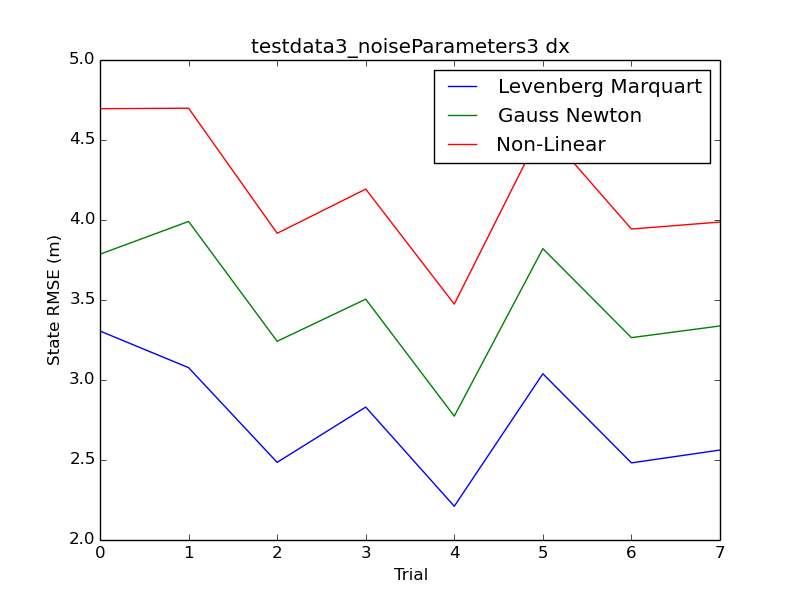 testdata3_noiseParameters3 dx
Levenberg Marquart
Gauss Newton
Non-Linear
State RMSE (m)
5.0
4.5
4.0
3.5
3.0
2.5
2.0
0 1 2 3 4 5 6 7
Trial